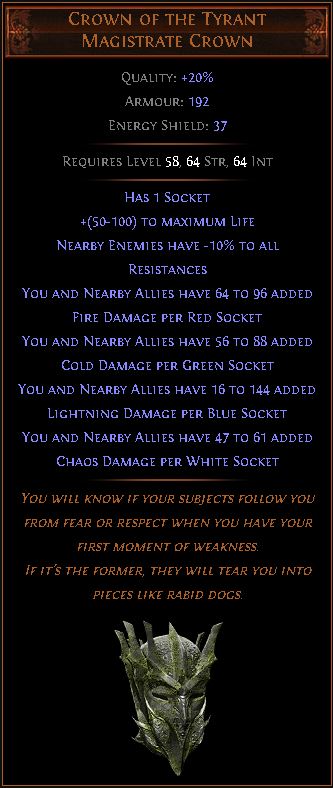 Crown of the Tyrant
Magistrate Crown
Quality: +20%
Armour: 192
Energy Shield: 37
Requires Level 58, 64 Str, 64 Int
Has 1 Socket
+(50-100) to maximum Life
Nearby Enemies have -10% to all
Resistances
You and Nearby Allies have 64 to 96 added
Fire Damage per Red Socket
You and Nearby Allies have 56 to 88 added
Cold Damage per Green Socket
You and Nearby Allies have 16 to 144 added
Lightning Damage per Blue Socket
You and Nearby Allies have 47 to 61 added
Chaos Damage per White Socket
You will know if your subjects follow you
from fear or respect when you have your
first moment of weakness.
If it's the former, they will tear you into
pieces like rabid dogs.